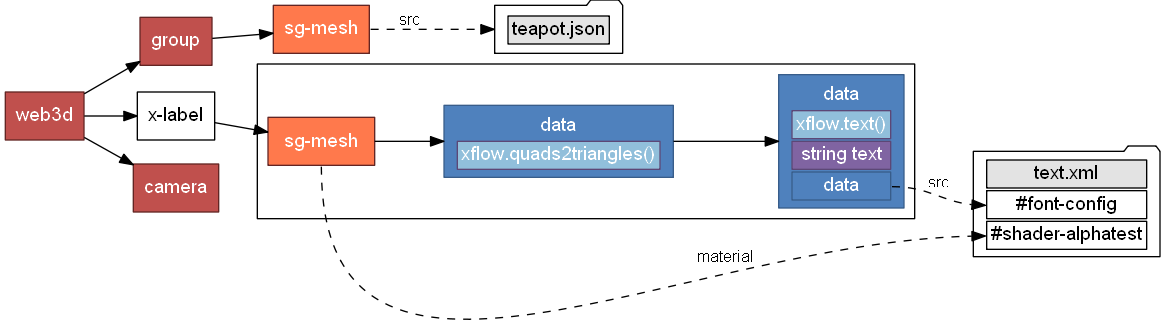 web3d
group
sg-mesh
src
teapot.json
x-label
sg-mesh
data
xflow.quads2triangles()
data
xflow.text()
string text
data
src
text.xml
#font-config
#shader-alphatest
material
camera